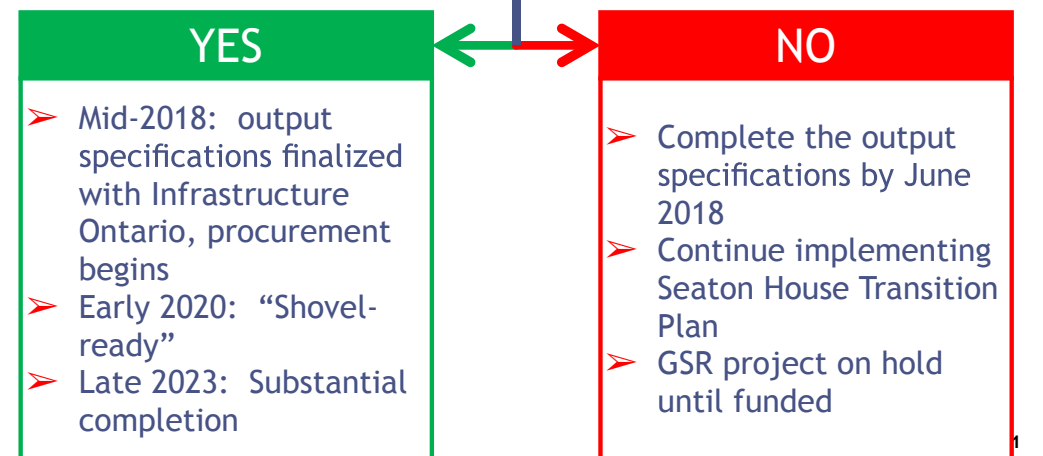 YES
➢ Mid-2018: output
specifications finalized
with Infrastructure
Ontario, procurement
begins
➢ Early 2020: “Shovel-
ready”
➢ Late 2023: Substantial
completion
NO
➢ Complete the output
specifications by June
2018
➢ Continue implementing
Seaton House Transition
Plan
➢ GSR project on hold
until funded
1